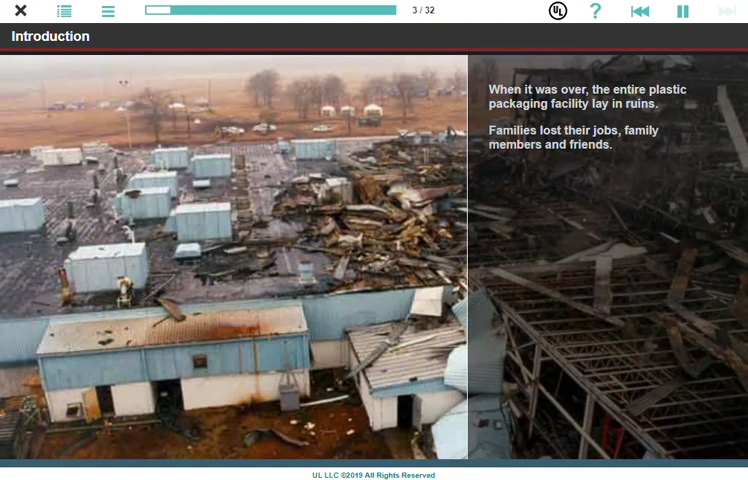 3 / 32
UL
?
Introduction
When it was over, the entire plastic
packaging facility lay in ruins.
Families lost their jobs, family
members and friends.
UL LLC ©2019 All Rights Reserved